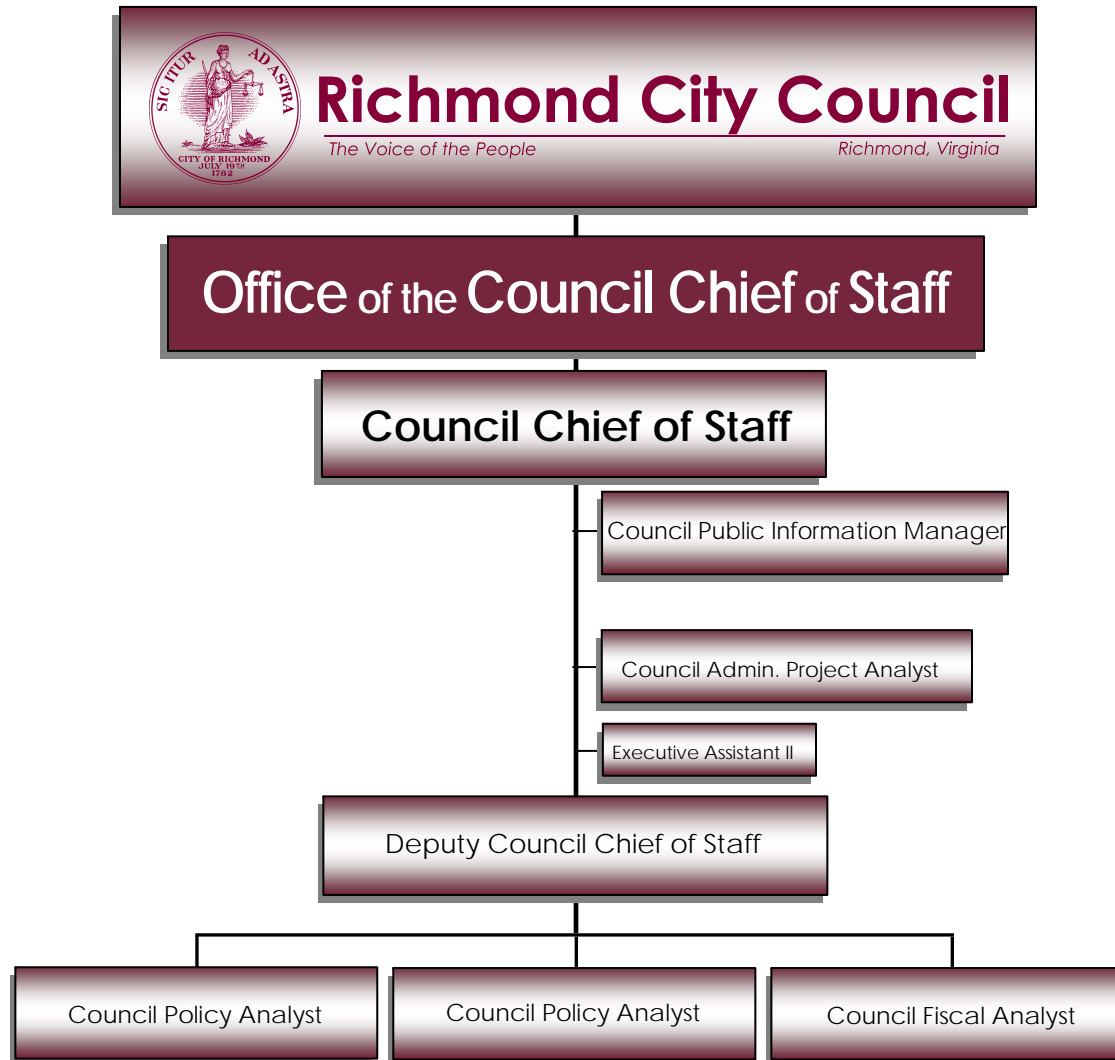 SIC ITUR AD ASTRA
CITY OF RICHMOND
JULY 19TH
1782
Richmond City Council
The Voice of the People Richmond, Virginia
Office of the Council Chief of Staff
Council Chief of Staff
Council Public Information Manager
Council Admin. Project Analyst
Executive Assistant II
Deputy Council Chief of Staff
Council Policy Analyst Council Policy Analyst Council Fiscal Analyst